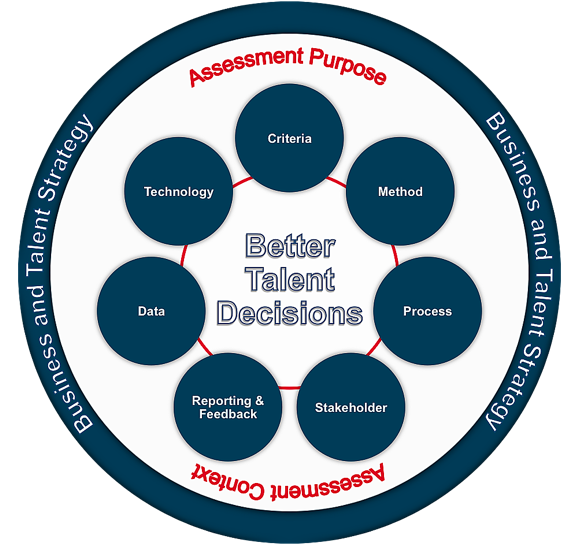 Assessment Purpose
Business and Talent Strategy
Business and Talent Strategy
Criteria
Technology
Method
Better
Talent
Decisions
Data
Process
Reporting &
Feedback
Stakeholder
Assessment Context